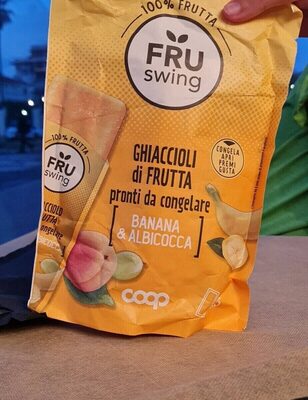 100% FRUTTA
FRU
swing
GHIACCIOLI
di FRUTTA
pronti da congelare
BANANA
& ALBICOCCA
CONGELA
APRI
PREMI
GUSTA
100% FRUTTA
FRU
swing
coop